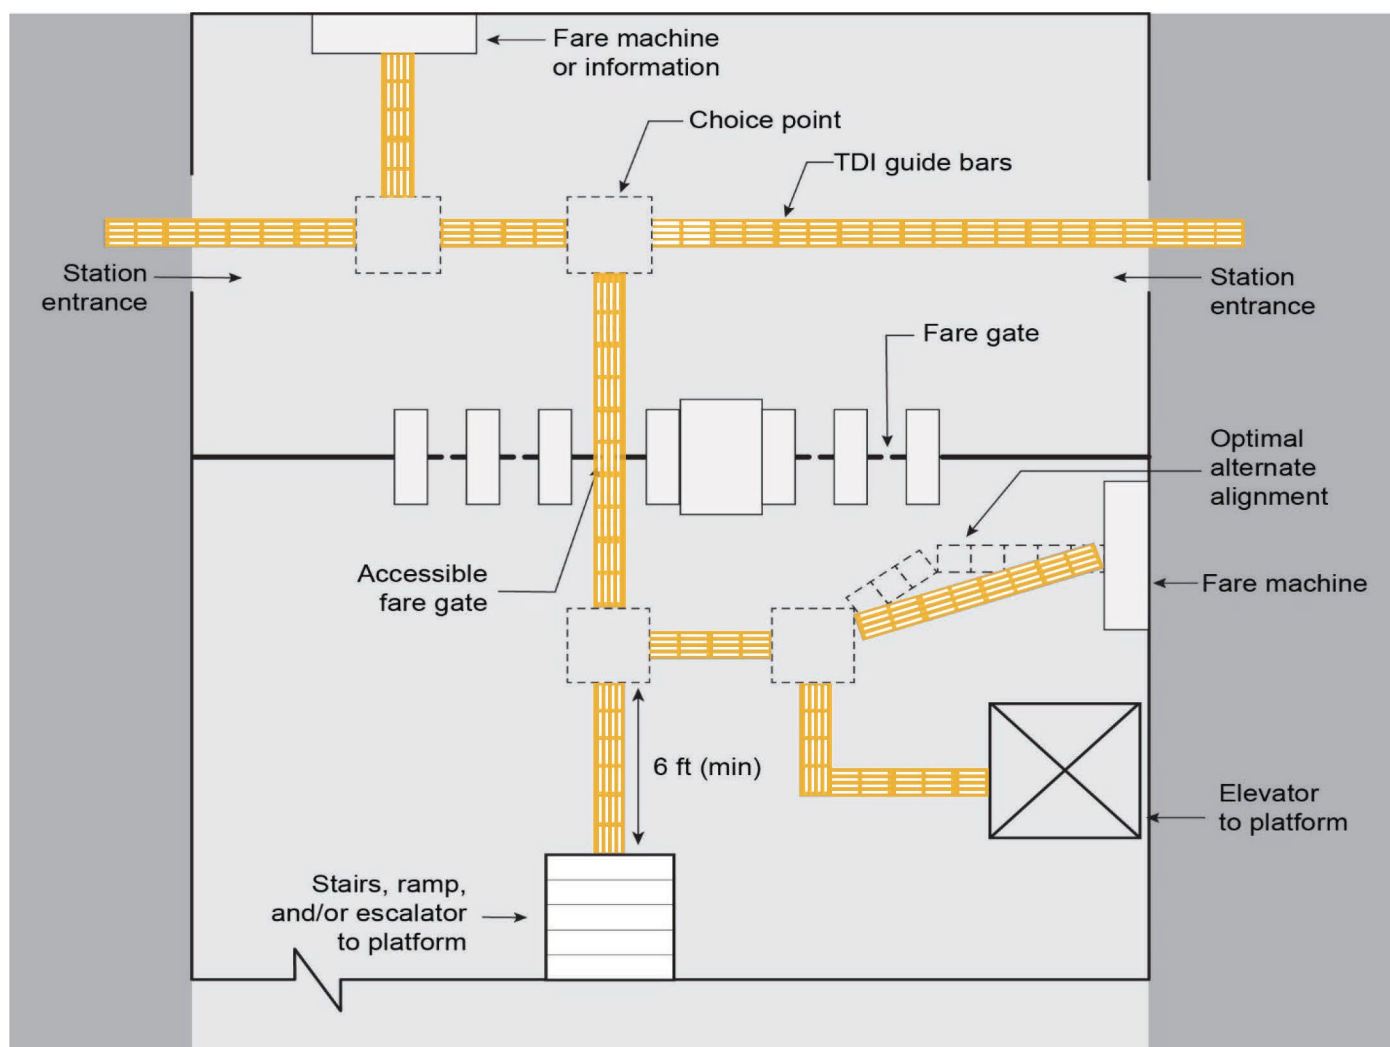 Fare machine
or information
Choice point
TDI guide bars
Station
entrance
Station
entrance
Fare gate
Optimal
alternate
alignment
Accessible
fare gate
Fare machine
6 ft (min)
Elevator
to platform
Stairs, ramp,
and/or escalator
to platform